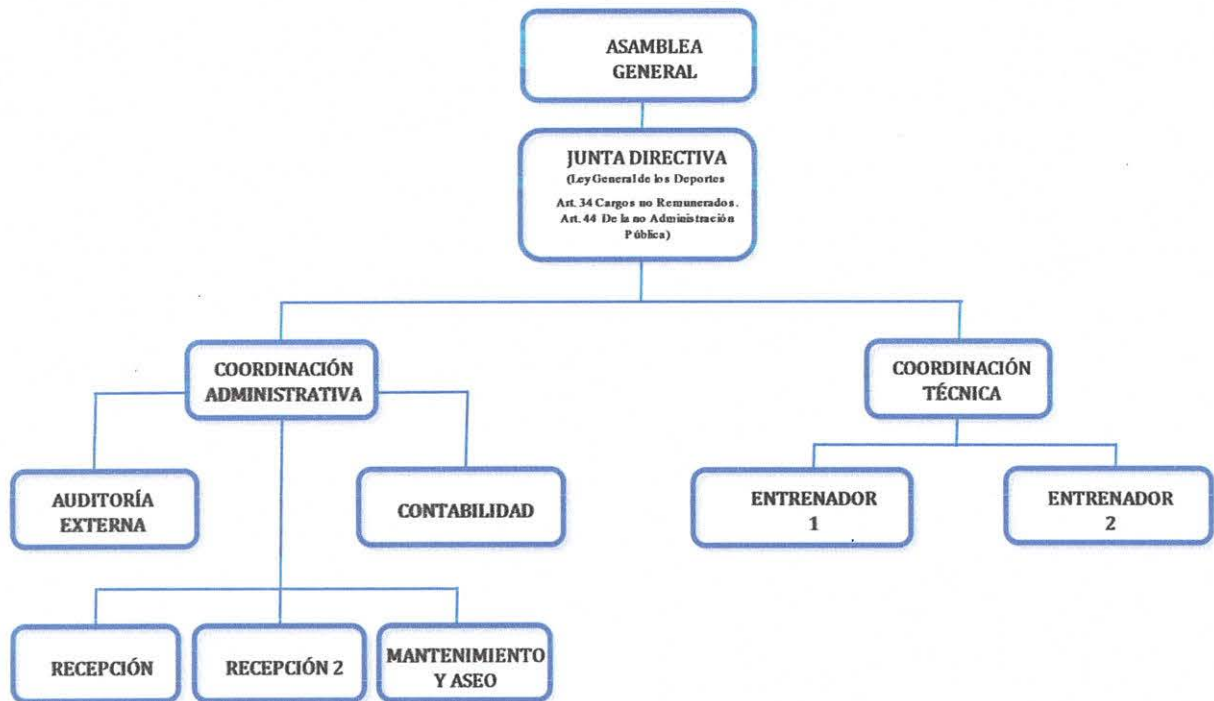 ASAMBLEA
GENERAL
JUNTA DIRECTIVA
(Ley General de los Deportes
Art. 34 Cargos no Remunerados.
Art. 44 De la no Administración
Pública)
COORDINACIÓN
ADMINISTRATIVA
COORDINACIÓN
TÉCNICA
AUDITORÍA
EXTERNA
CONTABILIDAD
ENTRENADOR
1
ENTRENADOR
2
RECEPCIÓN
RECEPCIÓN 2
MANTENIMIENTO
Y ASEO